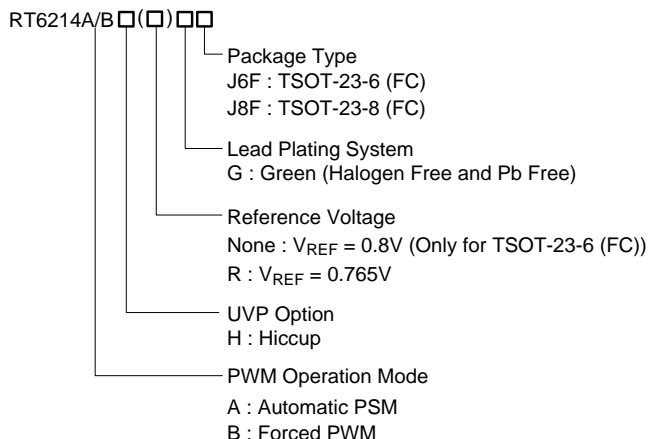 RT6214A/B□(□)□□
Package Type
J6F : TSOT-23-6 (FC)
J8F : TSOT-23-8 (FC)
Lead Plating System
G : Green (Halogen Free and Pb Free)
Reference Voltage
None : VREF = 0.8V (Only for TSOT-23-6 (FC))
R : VREF = 0.765V
UVP Option
H : Hiccup
PWM Operation Mode
A : Automatic PSM
B : Forced PWM